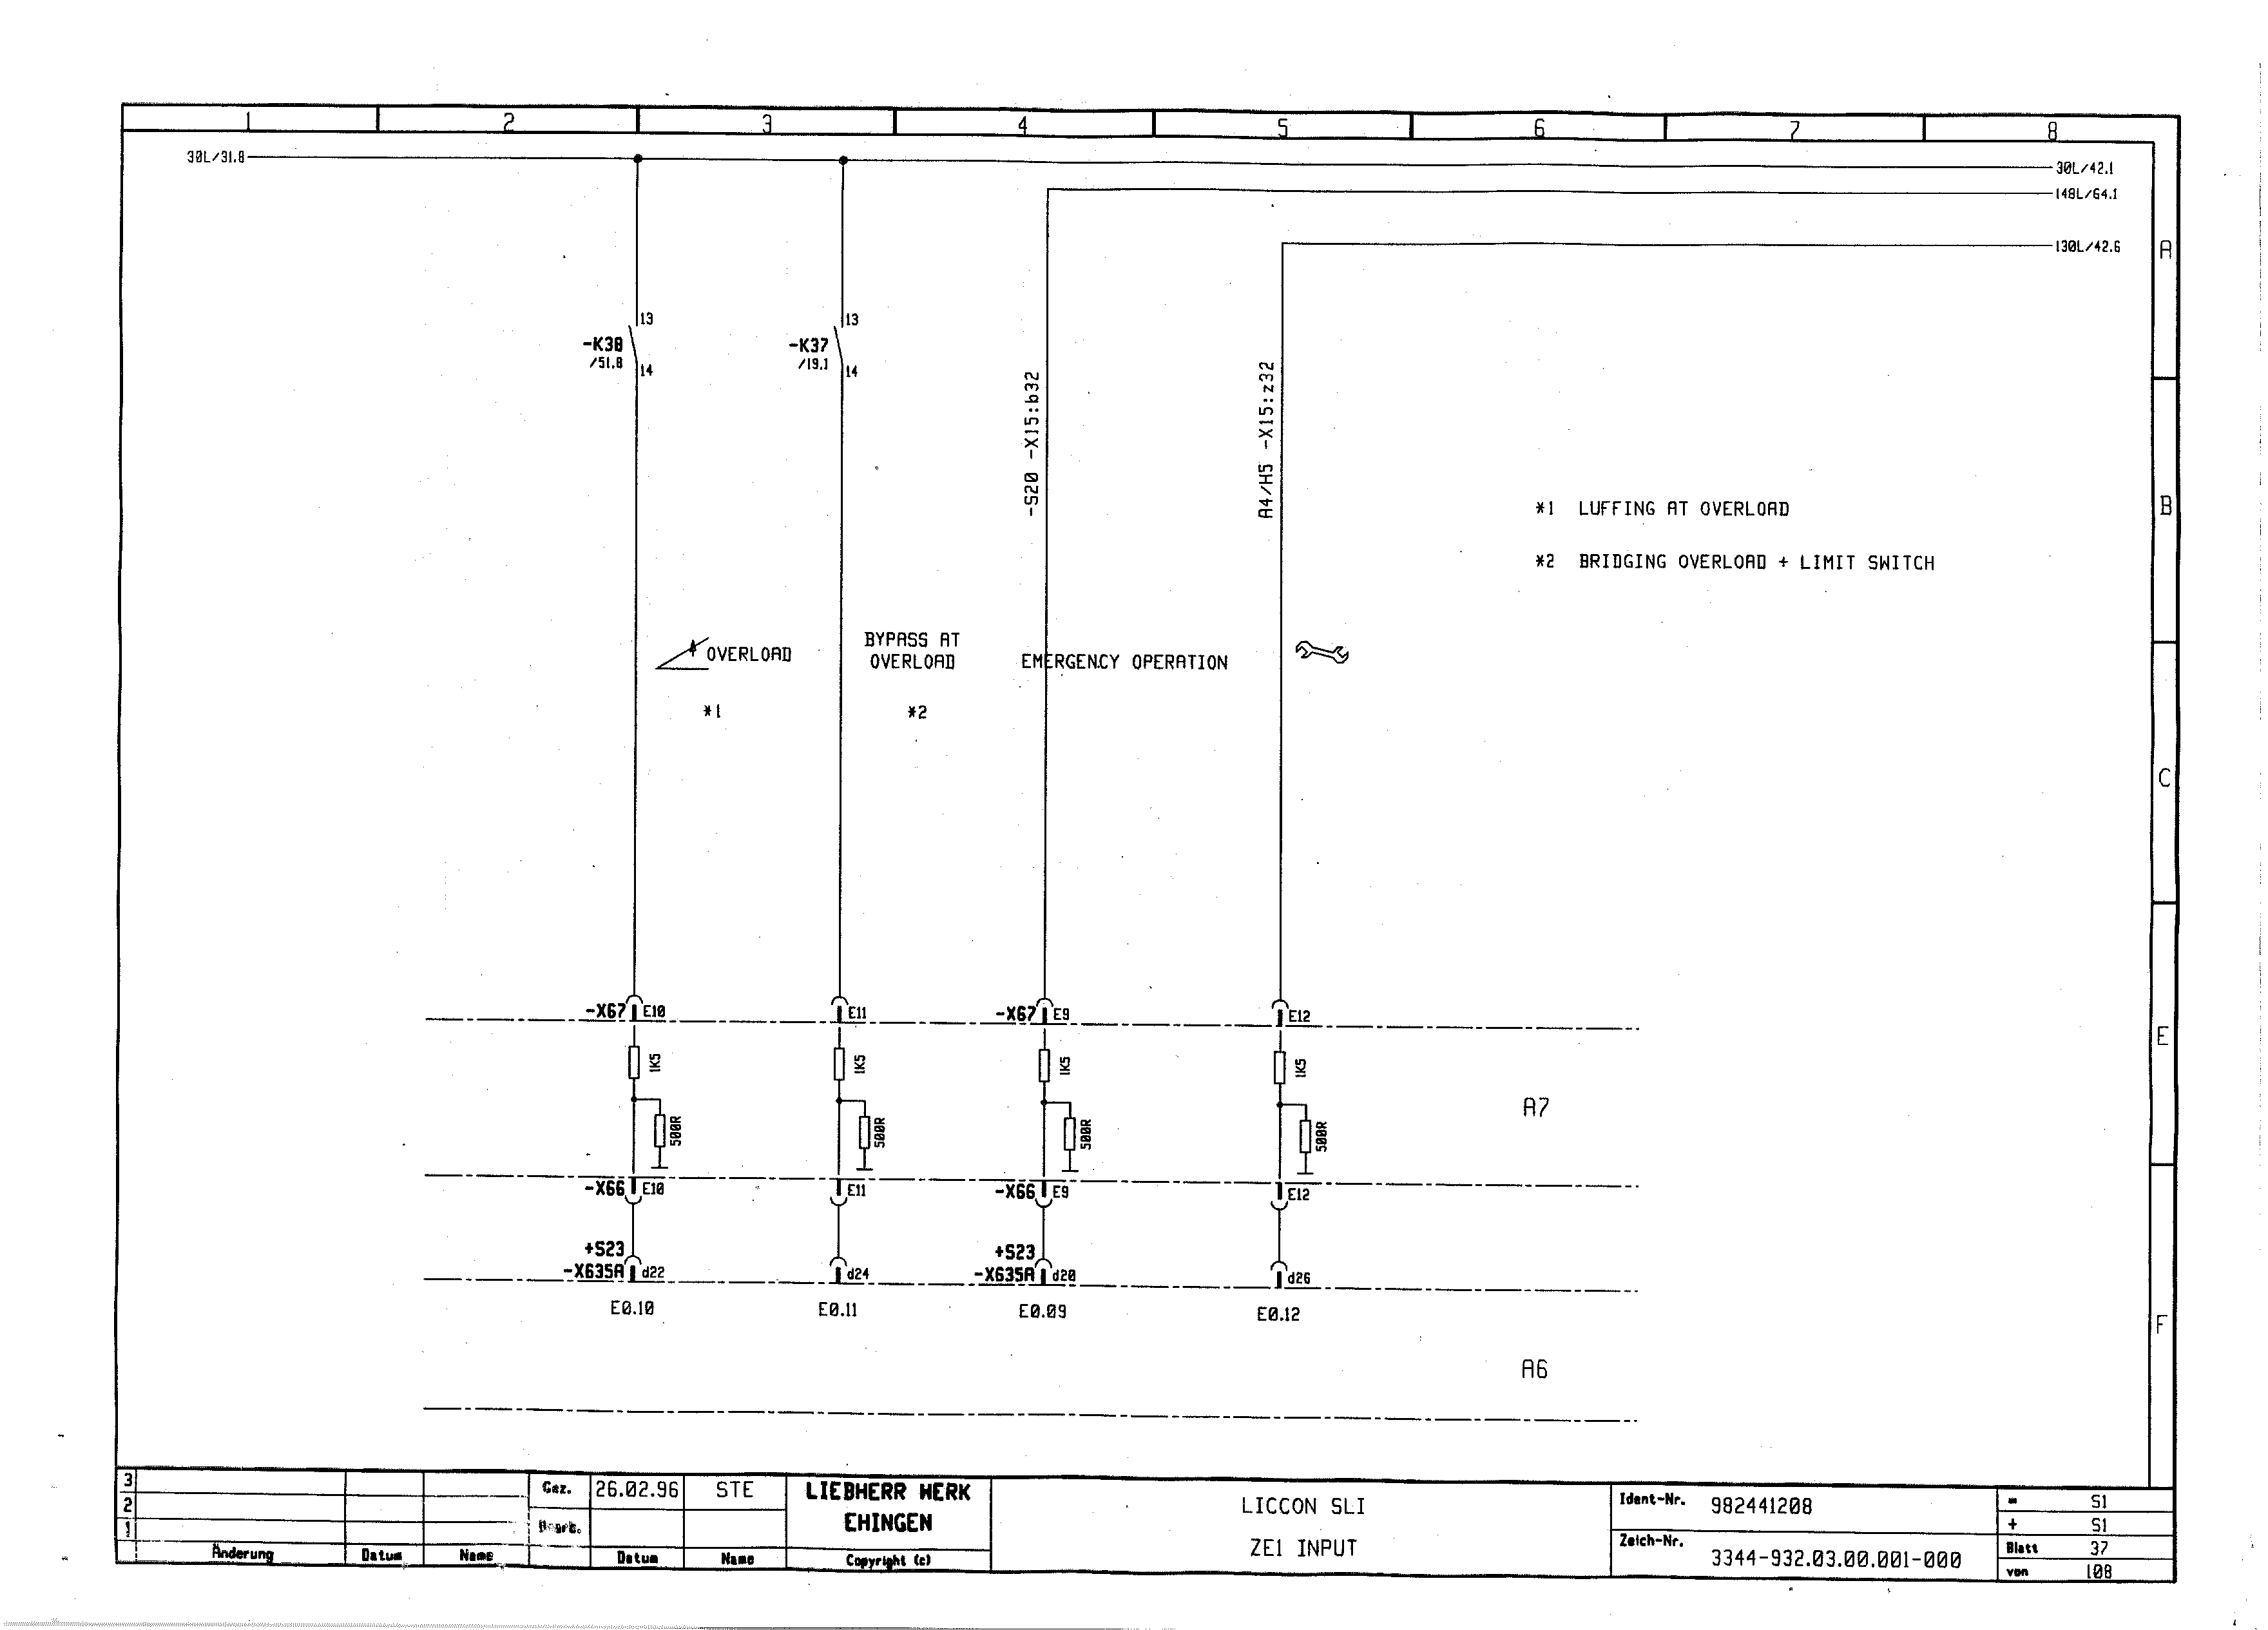 1 2 3 4 5 6 7 8
30L/31.8
30L/42.1
148L/64.1
130L/42.6
A
13 13
-K38 -K37
/51.8 /19.1
14 14
-S20 -X15:b32
A4/H5 -X15:z32
B
*1 LUFFING AT OVERLOAD
*2 BRIDGING OVERLOAD + LIMIT SWITCH
OVERLOAD
BYPASS AT
OVERLOAD
EMERGENCY OPERATION
*1 *2
C
-X67 E10 E11 -X67 E9 E12
E
1K5 1K5 1K5 1K5
A7
500R 500R 500R 500R
-X66 E10 E11 -X66 E9 E12
+S23 +S23
-X635A d22 d24 -X635A d20 d26
E0.10 E0.11 E0.09 E0.12
F
A6
3
2
1
Änderung Datum Name
Gez. 26.02.96 STE
Bearb.
Datum Name
LIEBHERR WERK
EHINGEN
Copyright (c)
LICCON SLI
ZE1 INPUT
Ident-Nr. 982441208
Zeich-Nr. 3344-932.03.00.001-000
= S1
+ S1
Blatt 37
von 108